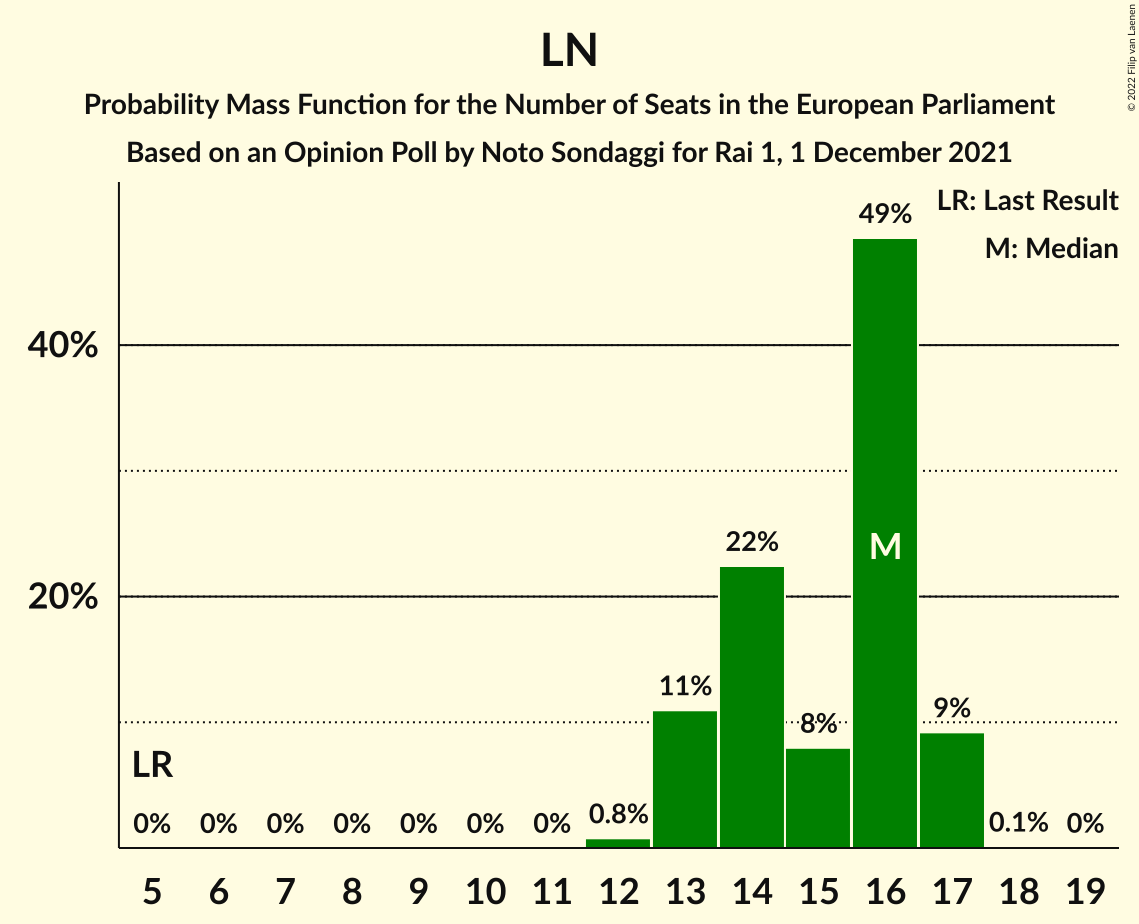 LN
Probability Mass Function for the Number of Seats in the European Parliament
Based on an Opinion Poll by Noto Sondaggi for Rai 1, 1 December 2021
© 2022 Filip van Laenen
LR: Last Result
M: Median
49%
40%
M
22%
20%
11%
9%
8%
LR
0% 0% 0% 0% 0% 0% 0% 0.8% 0.1% 0%
5 6 7 8 9 10 11 12 13 14 15 16 17 18 19